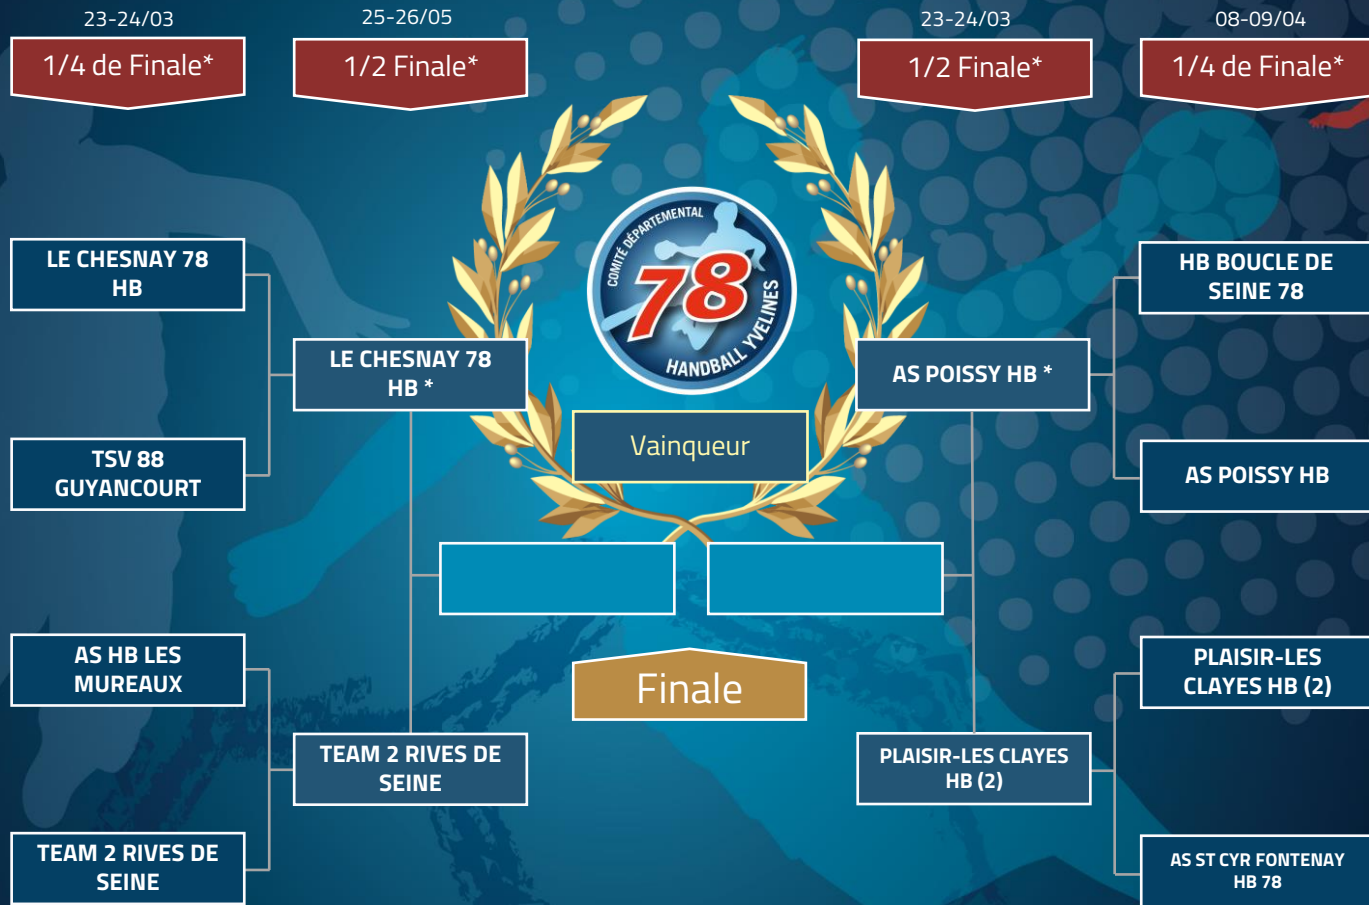 23-24/03
25-26/05
23-24/03
08-09/04
1/4 de Finale*
1/2 Finale*
1/2 Finale*
1/4 de Finale*
COMITÉ DÉPARTEMENTAL
78
HANDBALL YVELINES
LE CHESNAY 78
HB
HB BOUCLE DE
SEINE 78
LE CHESNAY 78
HB *
AS POISSY HB *
Vainqueur
TSV 88
GUYANCOURT
AS POISSY HB
AS HB LES
MUREAUX
Finale
PLAISIR-LES
CLAYES HB (2)
TEAM 2 RIVES DE
SEINE
PLAISIR-LES CLAYES
HB (2)
TEAM 2 RIVES DE
SEINE
AS ST CYR FONTENAY
HB 78